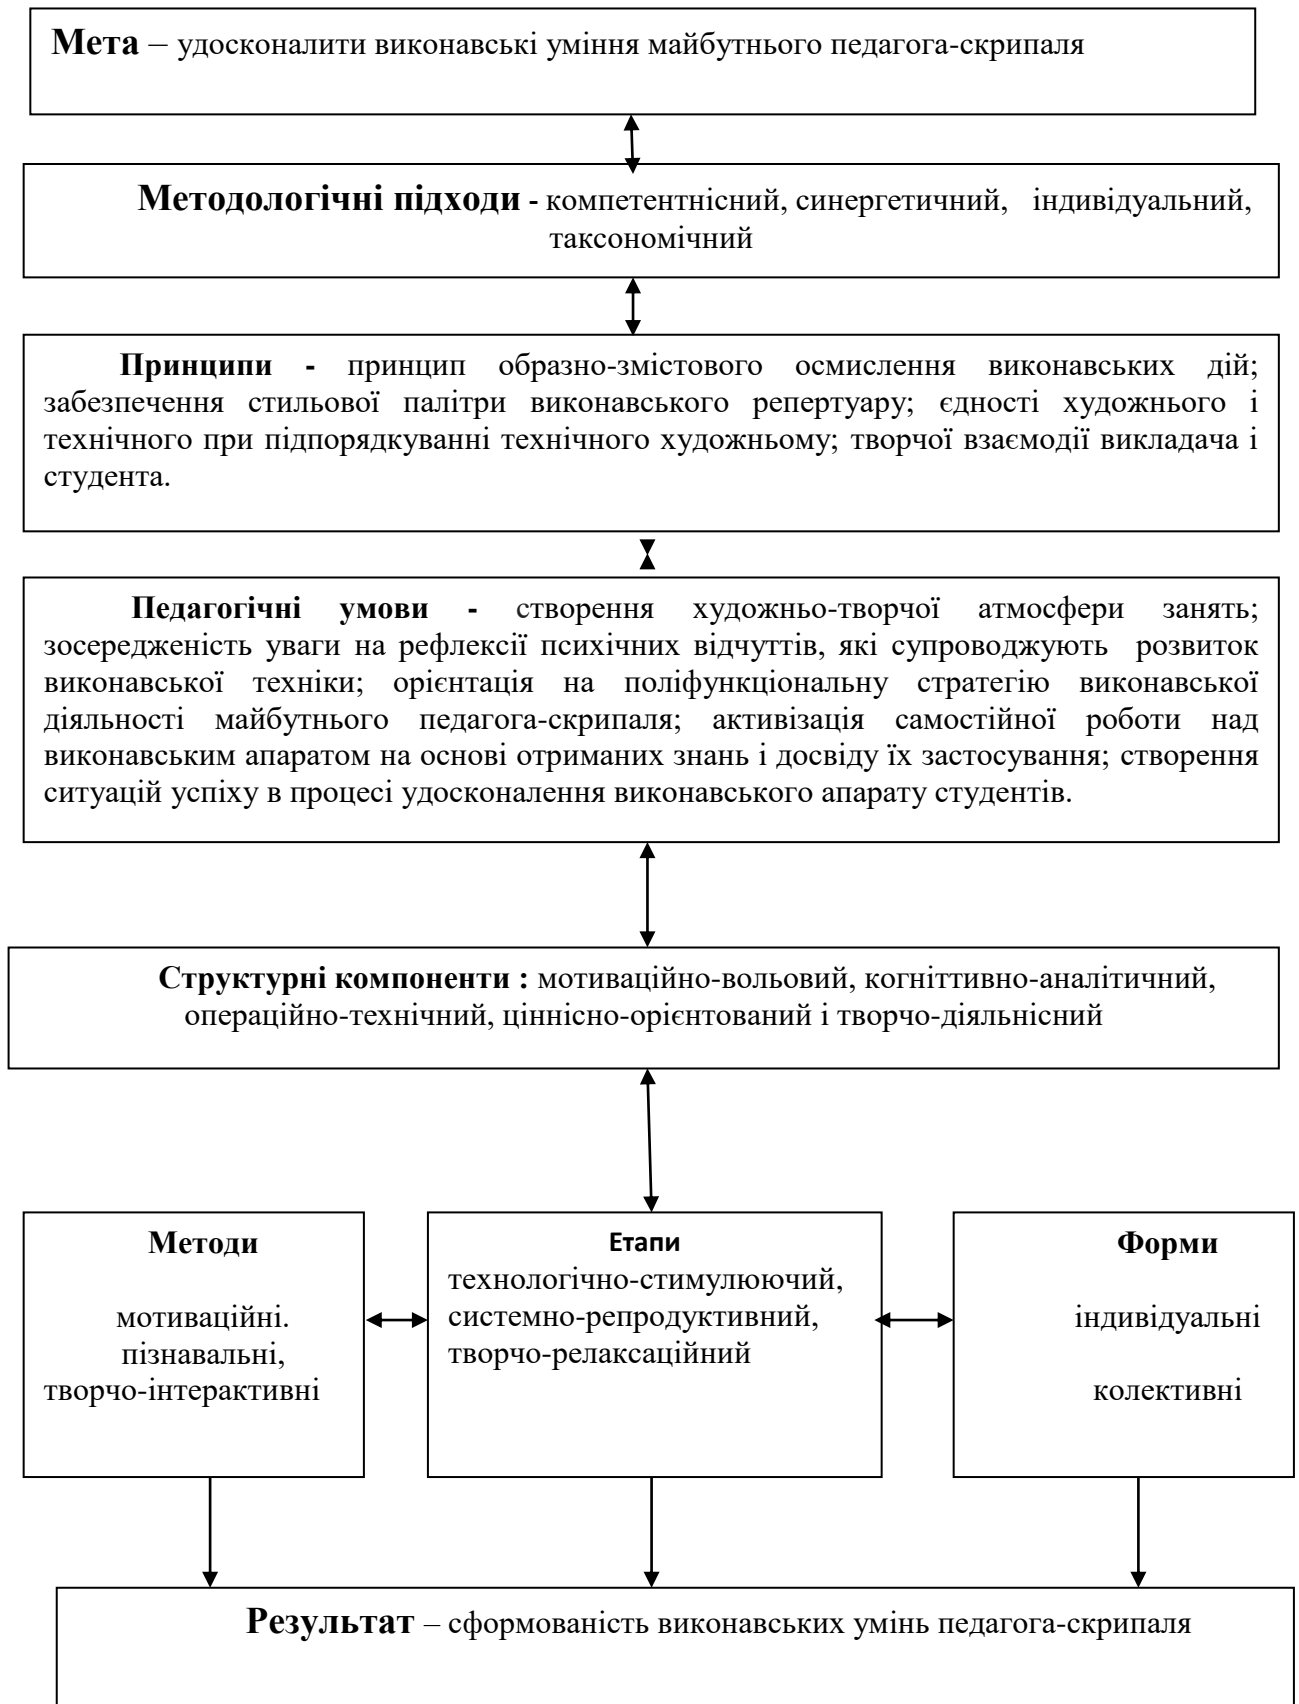 Мета – удосконалити виконавські уміння майбутнього педагога-скрипаля
Методологічні підходи - компетентнісний, синергетичний, індивідуальний,
таксономічний
Принципи - принцип образно-змістового осмислення виконавських дій;
забезпечення стильової палітри виконавського репертуару; єдності художнього і
технічного при підпорядкуванні технічного художньому; творчої взаємодії викладача і
студента.
Педагогічні умови - створення художньо-творчої атмосфери занять;
зосередженість уваги на рефлексії психічних відчуттів, які супроводжують розвиток
виконавської техніки; орієнтація на поліфункціональну стратегію виконавської
діяльності майбутнього педагога-скрипаля; активізація самостійної роботи над
виконавським апаратом на основі отриманих знань і досвіду їх застосування; створення
ситуацій успіху в процесі удосконалення виконавського апарату студентів.
Структурні компоненти : мотиваційно-вольовий, когніттивно-аналітичний,
операційно-технічний, ціннісно-орієнтований і творчо-діяльнісний
Методи
мотиваційні.
пізнавальні,
творчо-інтерактивні
Етапи
технологічно-стимулюючий,
системно-репродуктивний,
творчо-релаксаційний
Форми
індивідуальні
колективні
Результат – сформованість виконавських умінь педагога-скрипаля